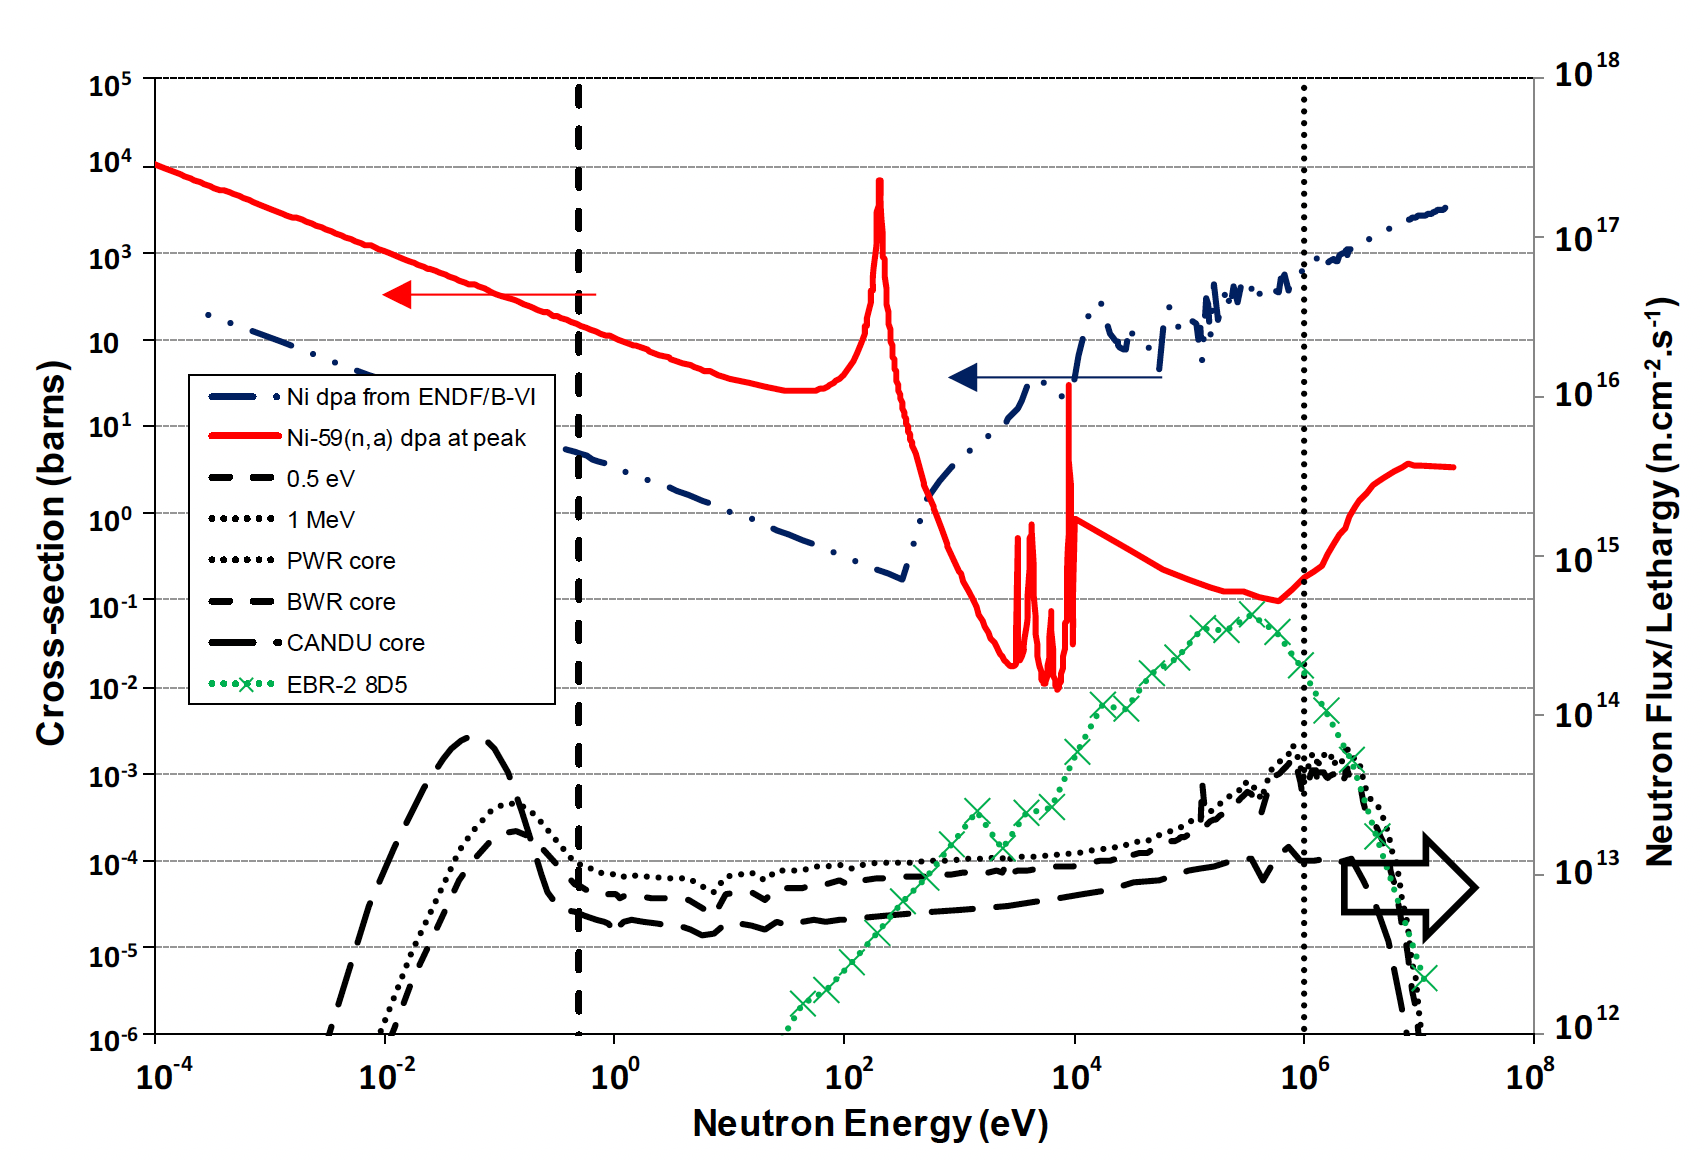 10^5
10^4
10^3
10
10^1
10^0
10^-1
10^-2
10^-3
10^-4
10^-5
10^-6
Cross-section (barns)
Ni dpa from ENDF/B-VI
Ni-59(n,a) dpa at peak
0.5 eV
1 MeV
PWR core
BWR core
CANDU core
EBR-2 8D5
10^18
10^17
10^16
10^15
10^14
10^13
10^12
Neutron Flux/ Lethargy (n.cm^-2.s^-1)
10^-4 10^-2 10^0 10^2 10^4 10^6 10^8
Neutron Energy (eV)